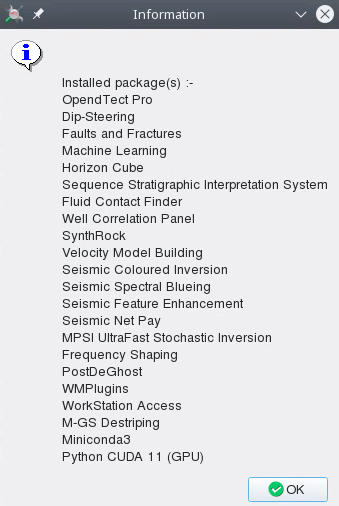 Information
Installed package(s) :-
OpendTect Pro
Dip-Steering
Faults and Fractures
Machine Learning
Horizon Cube
Sequence Stratigraphic Interpretation System
Fluid Contact Finder
Well Correlation Panel
SynthRock
Velocity Model Building
Seismic Coloured Inversion
Seismic Spectral Blueing
Seismic Feature Enhancement
Seismic Net Pay
MPSI UltraFast Stochastic Inversion
Frequency Shaping
PostDeGhost
WMPlugins
WorkStation Access
M-GS Destriping
Miniconda3
Python CUDA 11 (GPU)
OK